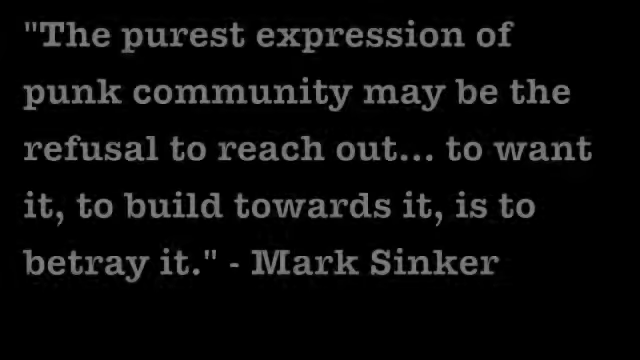 "The purest expression of
punk community may be the
refusal to reach out... to want
it, to build towards it, is to
betray it." - Mark Sinker